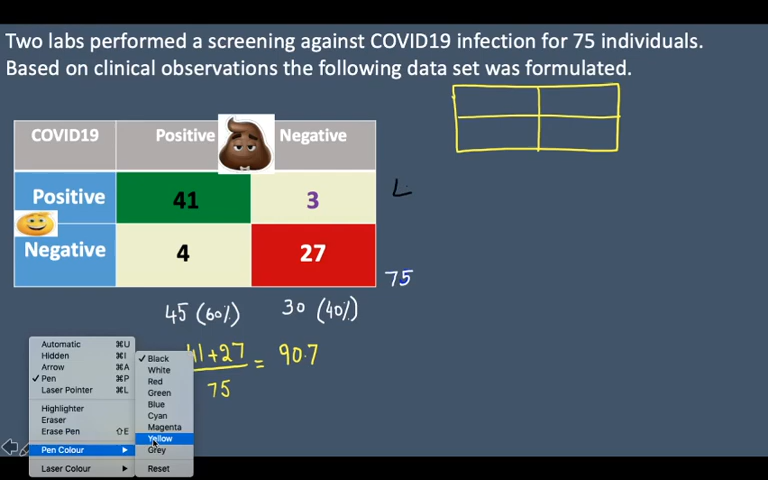 Two labs performed a screening against COVID19 infection for 75 individuals.
Based on clinical observations the following data set was formulated.
COVID19 Positive Negative
Positive 41 3
Negative 4 27
75
45 (60%) 30 (40%)
41+27 = 90.7
75
Automatic ⌘U
Hidden ⌘I
Arrow ⌘A
✓ Pen ⌘P
Laser Pointer ⌘L
Highlighter
Eraser
Erase Pen ⇧E
Pen Colour
Laser Colour
✓ Black
White
Red
Green
Blue
Cyan
Magenta
Yellow
Grey
Reset